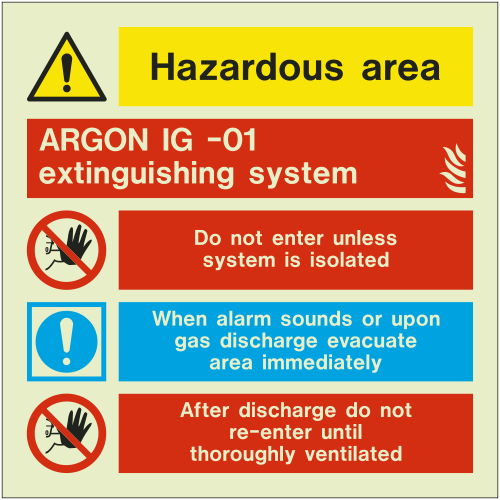 Hazardous area
ARGON IG -01
extinguishing system
Do not enter unless
system is isolated
When alarm sounds or upon
gas discharge evacuate
area immediately
After discharge do not
re-enter until
thoroughly ventilated